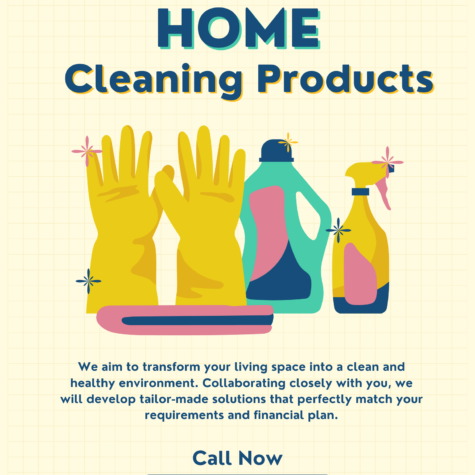 HOME
Cleaning Products
We aim to transform your living space into a clean and
healthy environment. Collaborating closely with you, we
will develop tailor-made solutions that perfectly match your
requirements and financial plan.
Call Now